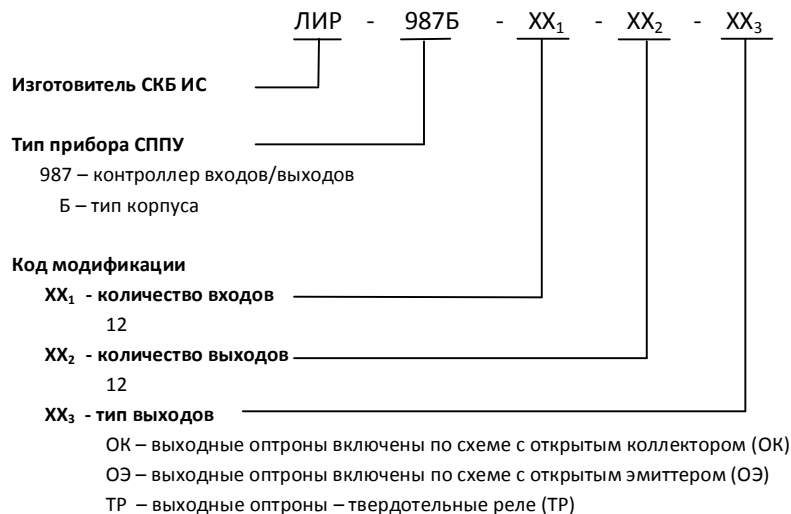 ЛИР - 987Б - XX₁ - XX₂ - XX₃
Изготовитель СКБ ИС
Тип прибора СППУ
987 – контроллер входов/выходов
Б – тип корпуса
Код модификации
XX₁ - количество входов
12
XX₂ - количество выходов
12
XX₃ - тип выходов
ОК – выходные оптроны включены по схеме с открытым коллектором (ОК)
ОЭ – выходные оптроны включены по схеме с открытым эмиттером (ОЭ)
ТР – выходные оптроны – твердотельные реле (ТР)